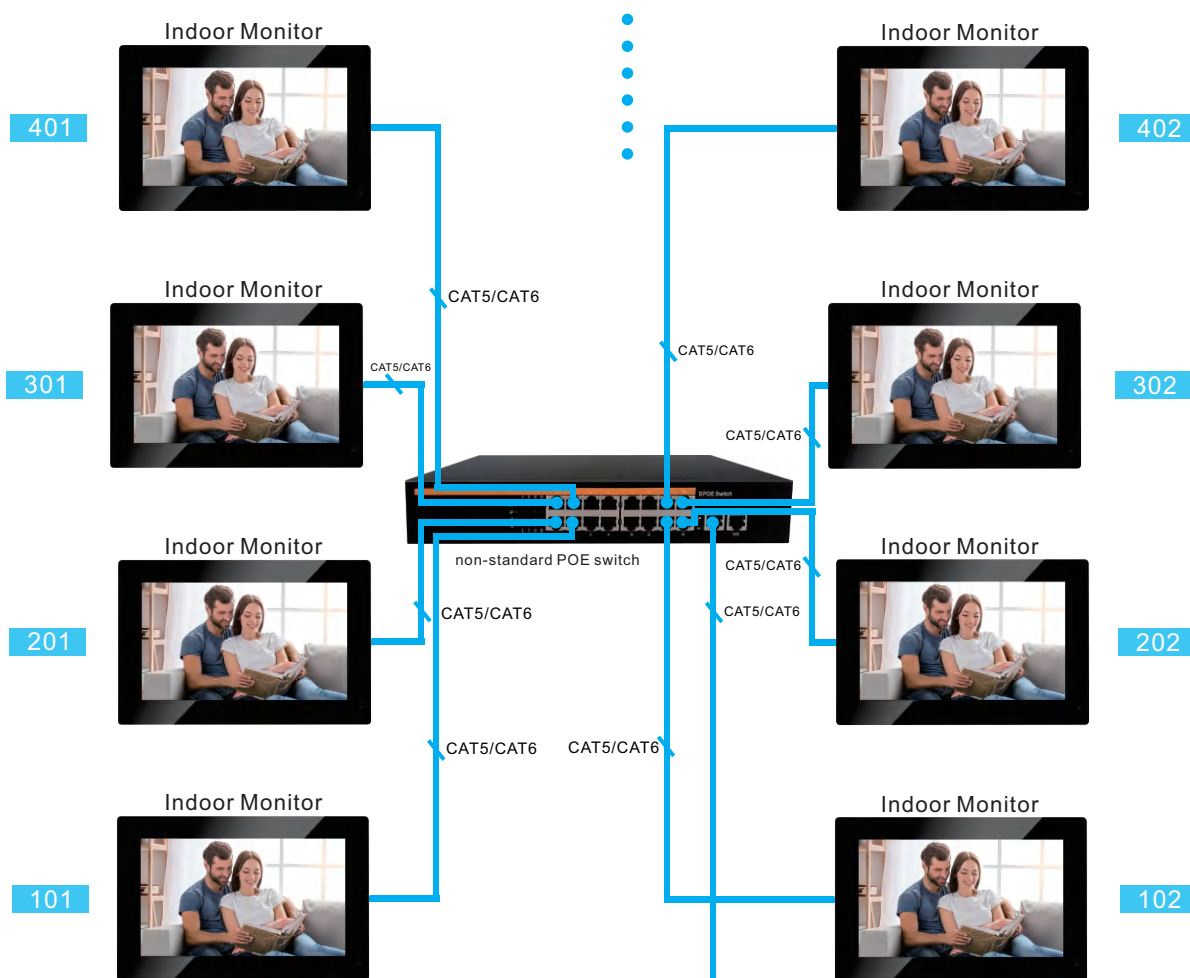 Indoor Monitor
Indoor Monitor
401
402
CAT5/CAT6
Indoor Monitor
Indoor Monitor
CAT5/CAT6
CAT5/CAT6
301
302
CAT5/CAT6
SPOE Switch
non-standard POE switch
Indoor Monitor
Indoor Monitor
CAT5/CAT6
CAT5/CAT6
CAT5/CAT6
201
202
CAT5/CAT6
CAT5/CAT6
Indoor Monitor
Indoor Monitor
101
102